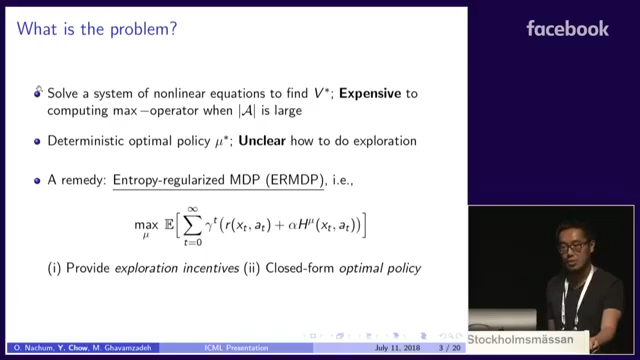 What is the problem?
facebook
Solve a system of nonlinear equations to find V*; Expensive to
computing max −operator when |A| is large
Deterministic optimal policy μ*; Unclear how to do exploration
A remedy: Entropy-regularized MDP (ERMDP), i.e.,
max_μ E[∑_{t=0}^{∞} γ^t (r(x_t, a_t) + αH^μ(x_t, a_t))]
(i) Provide exploration incentives (ii) Closed-form optimal policy
Stockholmsmässan
O. Nachum, Y. Chow, M. Ghavamzadeh ICML Presentation July 11, 2018 3 / 20